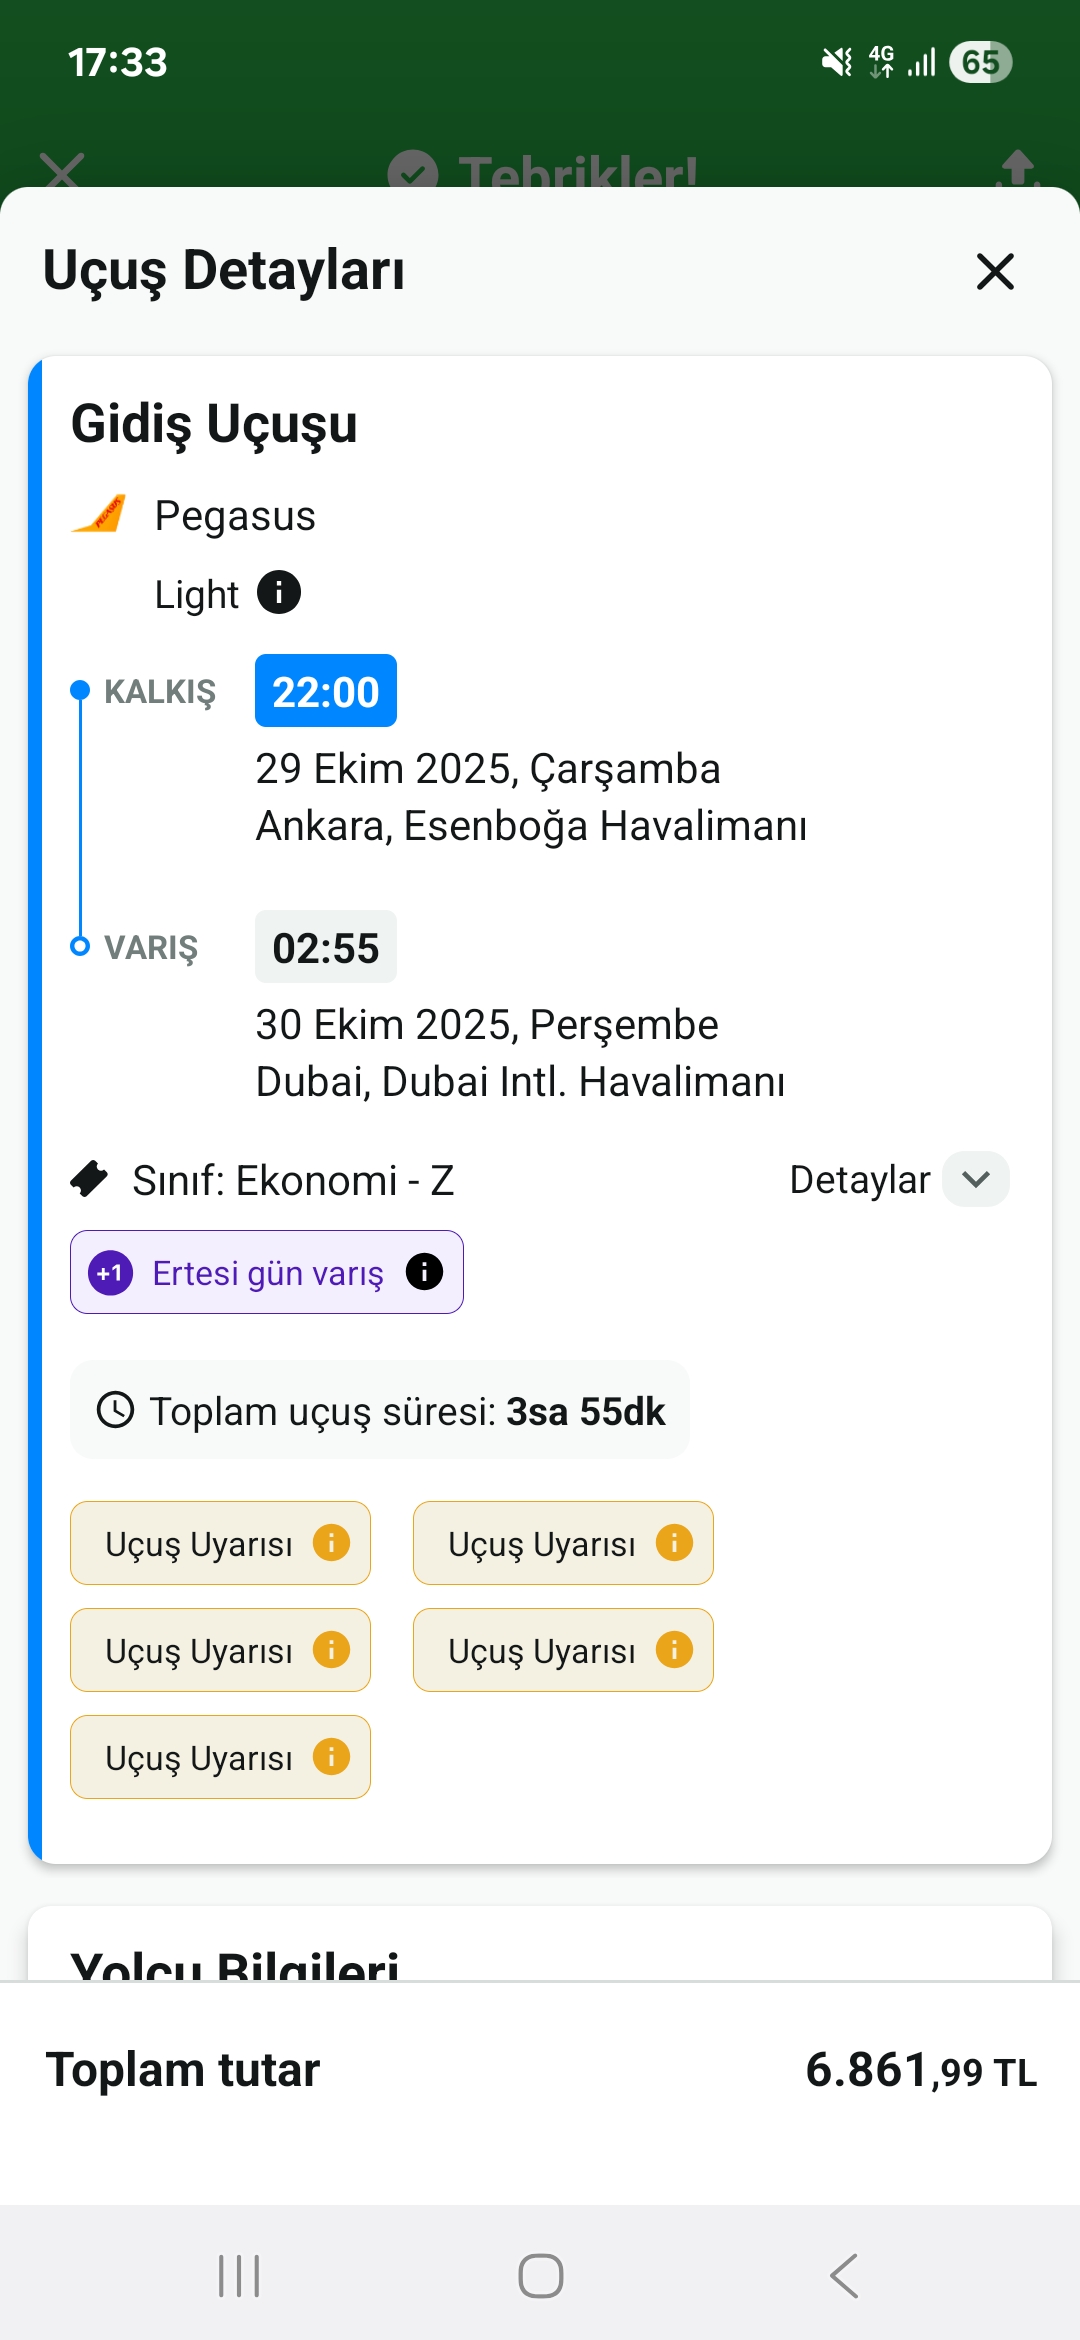 17:33
4G
65
Tebrikler!
Uçuş Detayları
Gidiş Uçuşu
PEGASUS
Pegasus
Light
KALKIŞ
22:00
29 Ekim 2025, Çarşamba
Ankara, Esenboğa Havalimanı
VARIŞ
02:55
30 Ekim 2025, Perşembe
Dubai, Dubai Intl. Havalimanı
Sınıf: Ekonomi - Z
Detaylar
+1 Ertesi gün varış
Toplam uçuş süresi: 3sa 55dk
Uçuş Uyarısı
Uçuş Uyarısı
Uçuş Uyarısı
Uçuş Uyarısı
Uçuş Uyarısı
Yolcu Bilgileri
Toplam tutar
6.861,99 TL